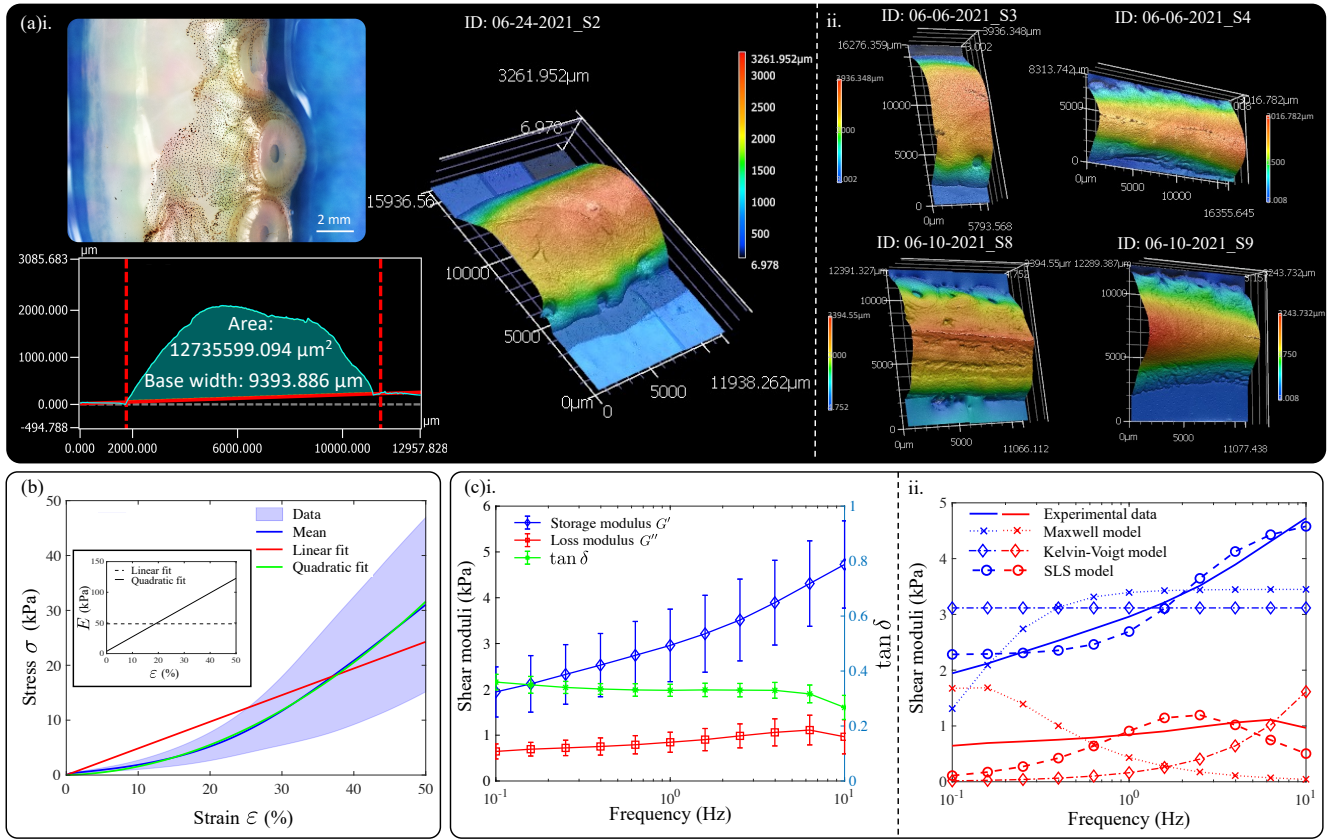 (a)i.
ID: 06-24-2021_S2
2 mm
µm
3085.683
2000.000
1000.000
0.000
-494.788
Area:
12735599.094 µm²
Base width: 9393.886 µm
0.000
2000.000
6000.000
10000.000
12957.828
µm
3261.952µm
6.978
15936.56
10000
5000
0µm
0
5000
11938.262µm
3261.952µm
3000
2500
2000
1500
1000
500
6.978
ii.
ID: 06-06-2021_S3
16276.359µm
3936.348µm
10000
5000
0µm
5793.568
ID: 06-06-2021_S4
8313.742µm
5000
0
0µm
5000
10000
16355.645
ID: 06-10-2021_S8
12391.327µm
10000
5000
0
0µm
5000
11066.112
ID: 06-10-2021_S9
12289.387µm
10000
5000
0
0µm
5000
11077.438
(b)
Stress σ (kPa)
50
40
30
20
10
0
Data
Mean
Linear fit
Quadratic fit
Linear fit
Quadratic fit
E (kPa)
150
100
50
0
0 10 20 30 40 50
ε (%)
0 10 20 30 40 50
Strain ε (%)
(c)i.
Shear moduli (kPa)
6
5
4
3
2
1
0
Storage modulus G′
Loss modulus G″
tan δ
1
0.8
0.6
0.4
0.2
0
tan δ
10⁻¹ 10⁰ 10¹
Frequency (Hz)
ii.
Shear moduli (kPa)
5
4
3
2
1
0
Experimental data
Maxwell model
Kelvin-Voigt model
SLS model
10⁻¹ 10⁰ 10¹
Frequency (Hz)